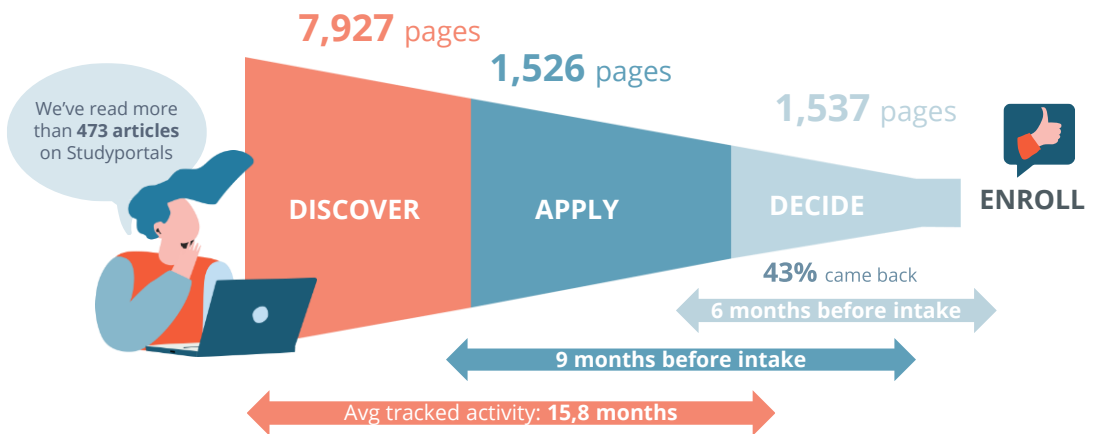 7,927 pages
1,526 pages
1,537 pages
We've read more
than 473 articles
on Studyportals
DISCOVER
APPLY
DECIDE
ENROLL
43% came back
6 months before intake
9 months before intake
Avg tracked activity: 15,8 months